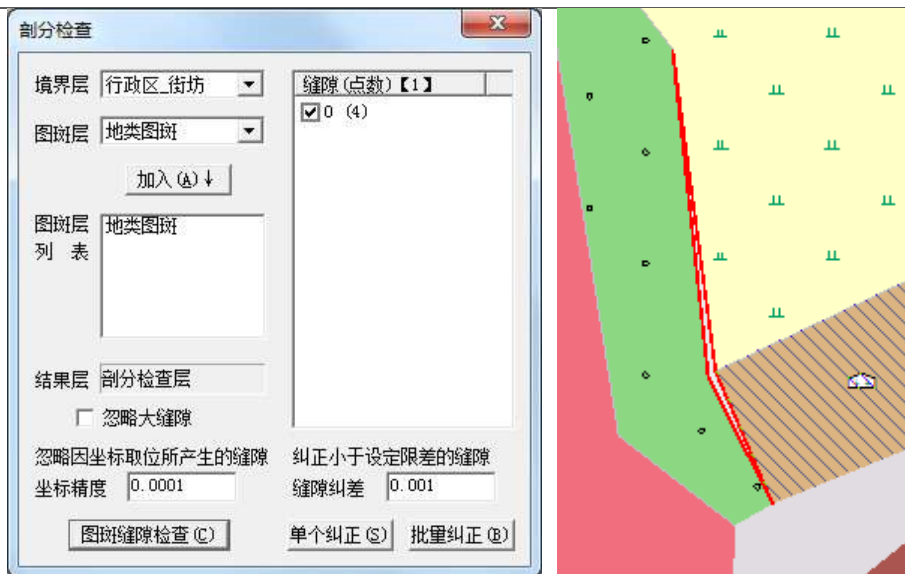 剖分检查
境界层 行政区_街坊
图斑层 地类图斑
加入(A)↓
图斑层
列 表
地类图斑
结果层 剖分检查层
忽略大缝隙
忽略因坐标取位所产生的缝隙
坐标精度 0.0001
图斑缝隙检查(C)
缝隙(点数)【1】
0 (4)
纠正小于设定限差的缝隙
缝隙纠差 0.001
单个纠正(S) 批量纠正(B)